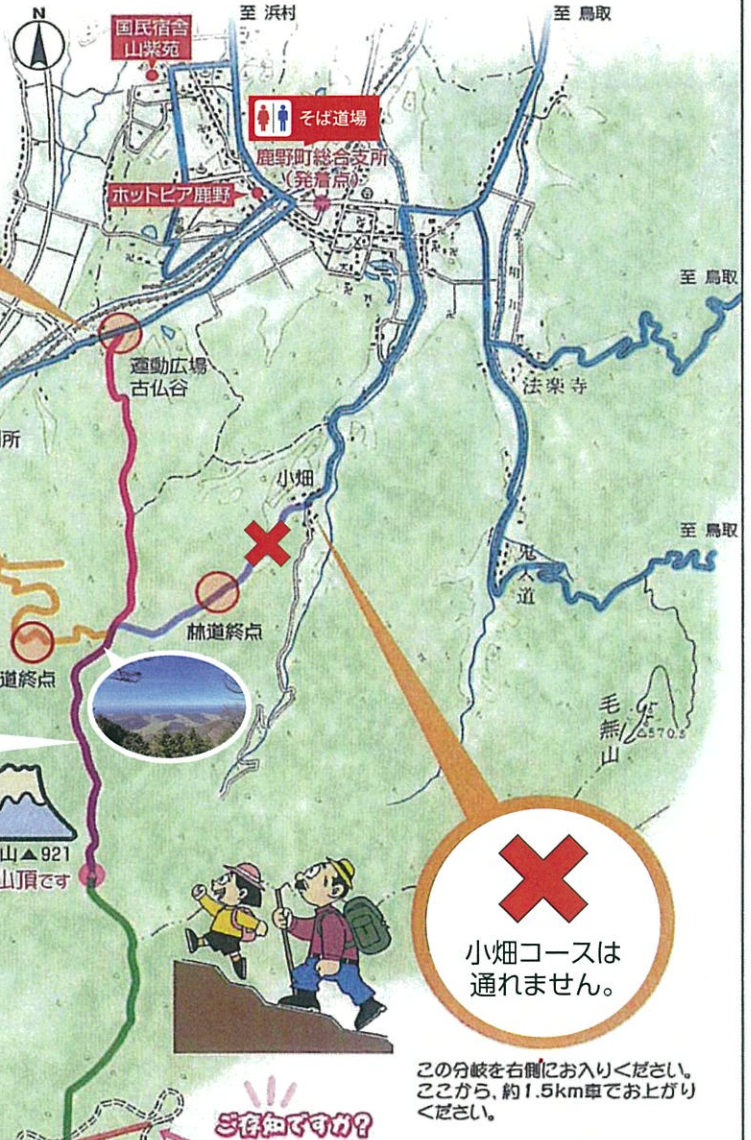 N
至 浜村
至 鳥取
国民宿舎
山紫苑
そば道場
鹿野町総合支所
(発着点)
ホットピア鹿野
至 鳥取
運動広場
古仏谷
法楽寺
所
小畑
至 鳥取
鬼入道
林道終点
道終点
毛無山
△570.5
山▲921
山頂です
小畑コースは
通れません。
この分岐を右側にお入りください。
ここから、約1.5km車でお上がり
ください。
ご存知ですか?